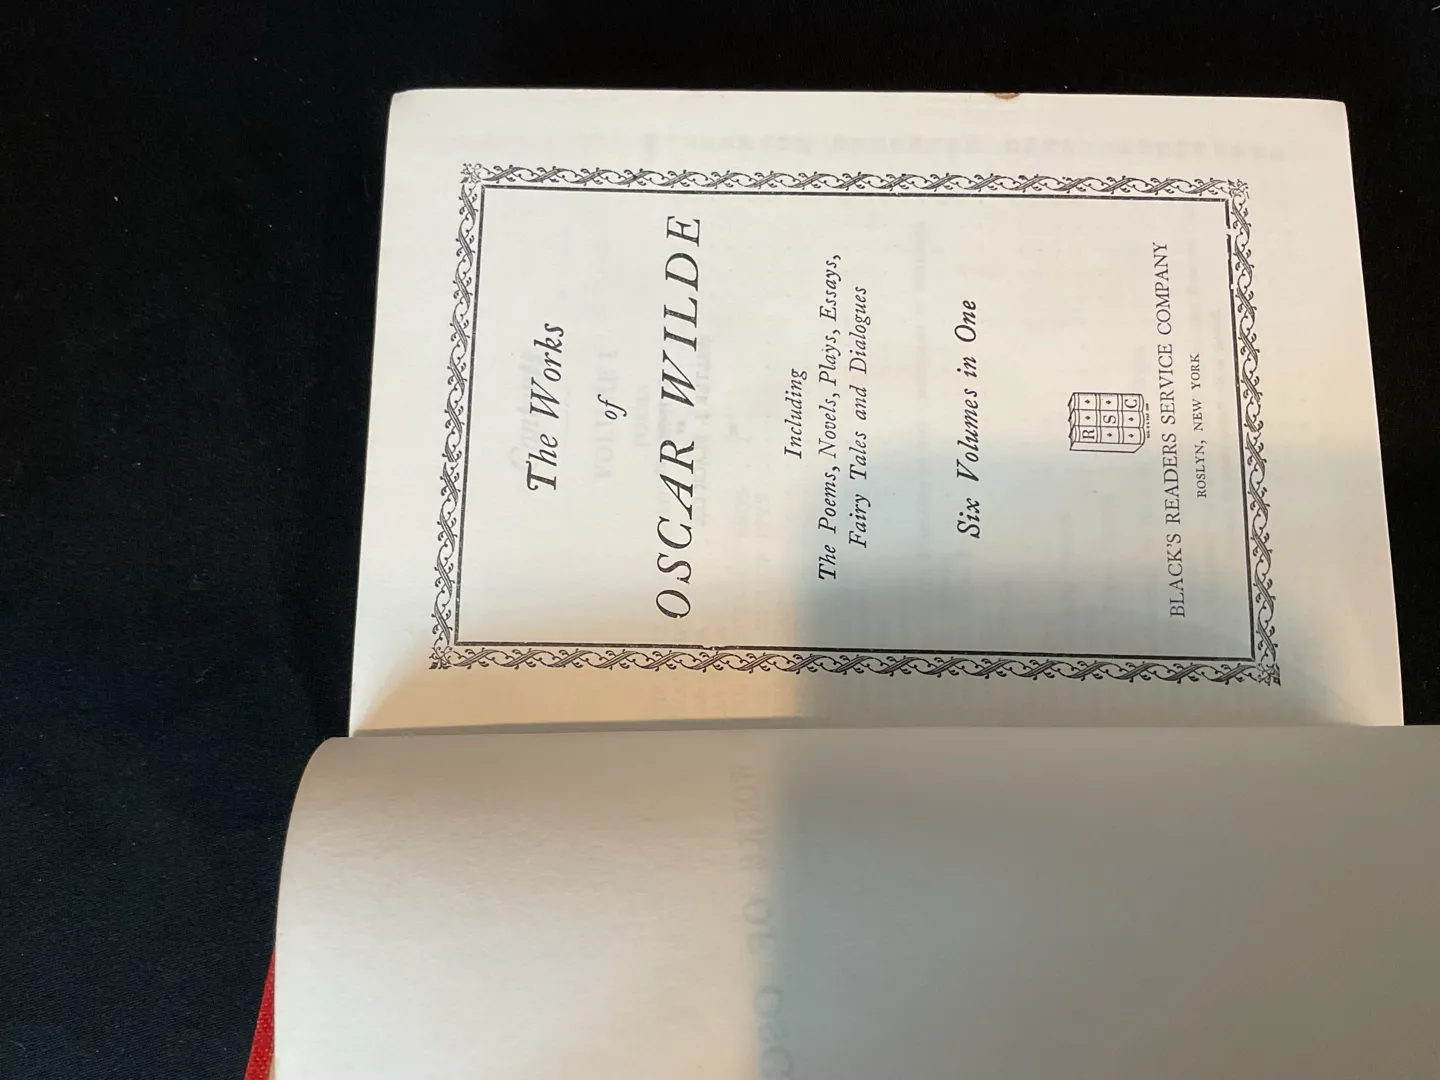 The Works
of
OSCAR WILDE
Including
The Poems, Novels, Plays, Essays,
Fairy Tales and Dialogues
Six Volumes in One
R
S
C
BLACK'S READERS SERVICE COMPANY
ROSLYN, NEW YORK